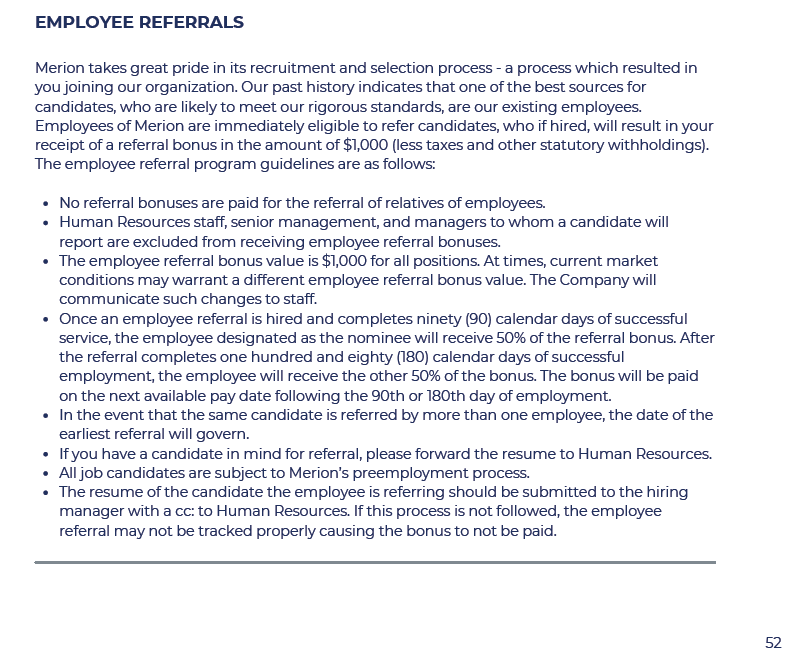 EMPLOYEE REFERRALS
Merion takes great pride in its recruitment and selection process - a process which resulted in
you joining our organization. Our past history indicates that one of the best sources for
candidates, who are likely to meet our rigorous standards, are our existing employees.
Employees of Merion are immediately eligible to refer candidates, who if hired, will result in your
receipt of a referral bonus in the amount of $1,000 (less taxes and other statutory withholdings).
The employee referral program guidelines are as follows:
• No referral bonuses are paid for the referral of relatives of employees.
• Human Resources staff, senior management, and managers to whom a candidate will
report are excluded from receiving employee referral bonuses.
• The employee referral bonus value is $1,000 for all positions. At times, current market
conditions may warrant a different employee referral bonus value. The Company will
communicate such changes to staff.
• Once an employee referral is hired and completes ninety (90) calendar days of successful
service, the employee designated as the nominee will receive 50% of the referral bonus. After
the referral completes one hundred and eighty (180) calendar days of successful
employment, the employee will receive the other 50% of the bonus. The bonus will be paid
on the next available pay date following the 90th or 180th day of employment.
• In the event that the same candidate is referred by more than one employee, the date of the
earliest referral will govern.
• If you have a candidate in mind for referral, please forward the resume to Human Resources.
• All job candidates are subject to Merion's preemployment process.
• The resume of the candidate the employee is referring should be submitted to the hiring
manager with a cc: to Human Resources. If this process is not followed, the employee
referral may not be tracked properly causing the bonus to not be paid.
52